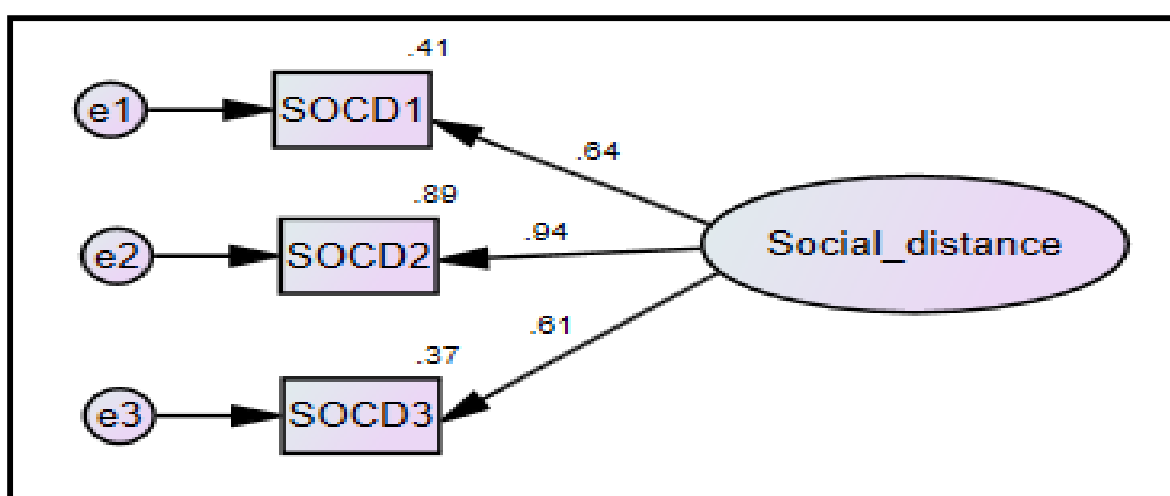 .41
e1
SOCD1
.64
.89
e2
SOCD2
.94
Social_distance
.61
.37
e3
SOCD3